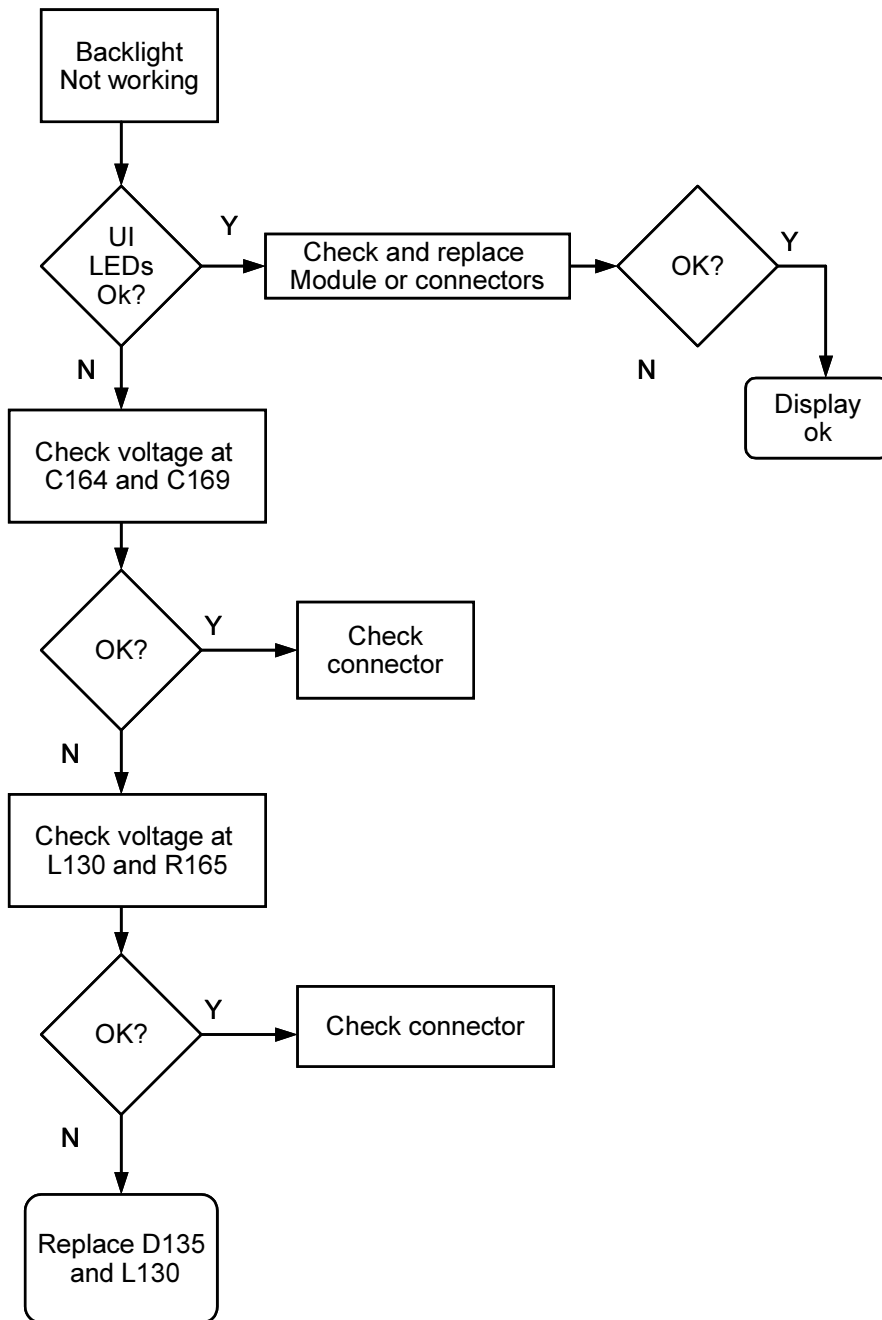 Backlight
Not working
UI
LEDs
Ok?
Y
Check and replace
Module or connectors
OK?
Y
N
N
Display
ok
Check voltage at
C164 and C169
OK?
Y
Check
connector
N
Check voltage at
L130 and R165
OK?
Y
Check connector
N
Replace D135
and L130